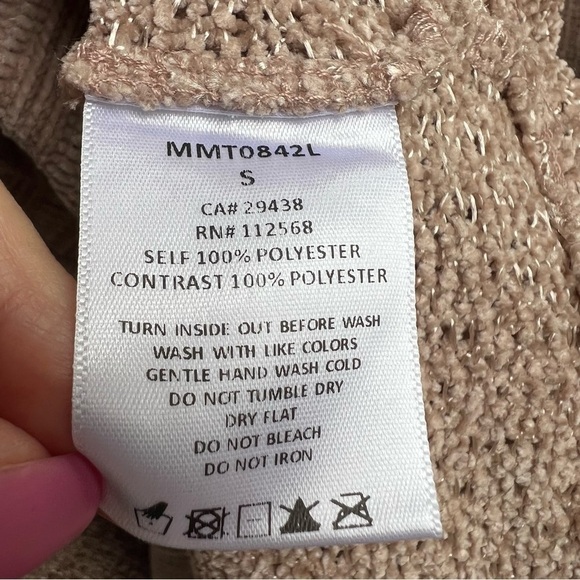 MMT0842L
S
CA# 29438
RN# 112568
SELF 100% POLYESTER
CONTRAST 100% POLYESTER
TURN INSIDE OUT BEFORE WASH
WASH WITH LIKE COLORS
GENTLE HAND WASH COLD
DO NOT TUMBLE DRY
DRY FLAT
DO NOT BLEACH
DO NOT IRON